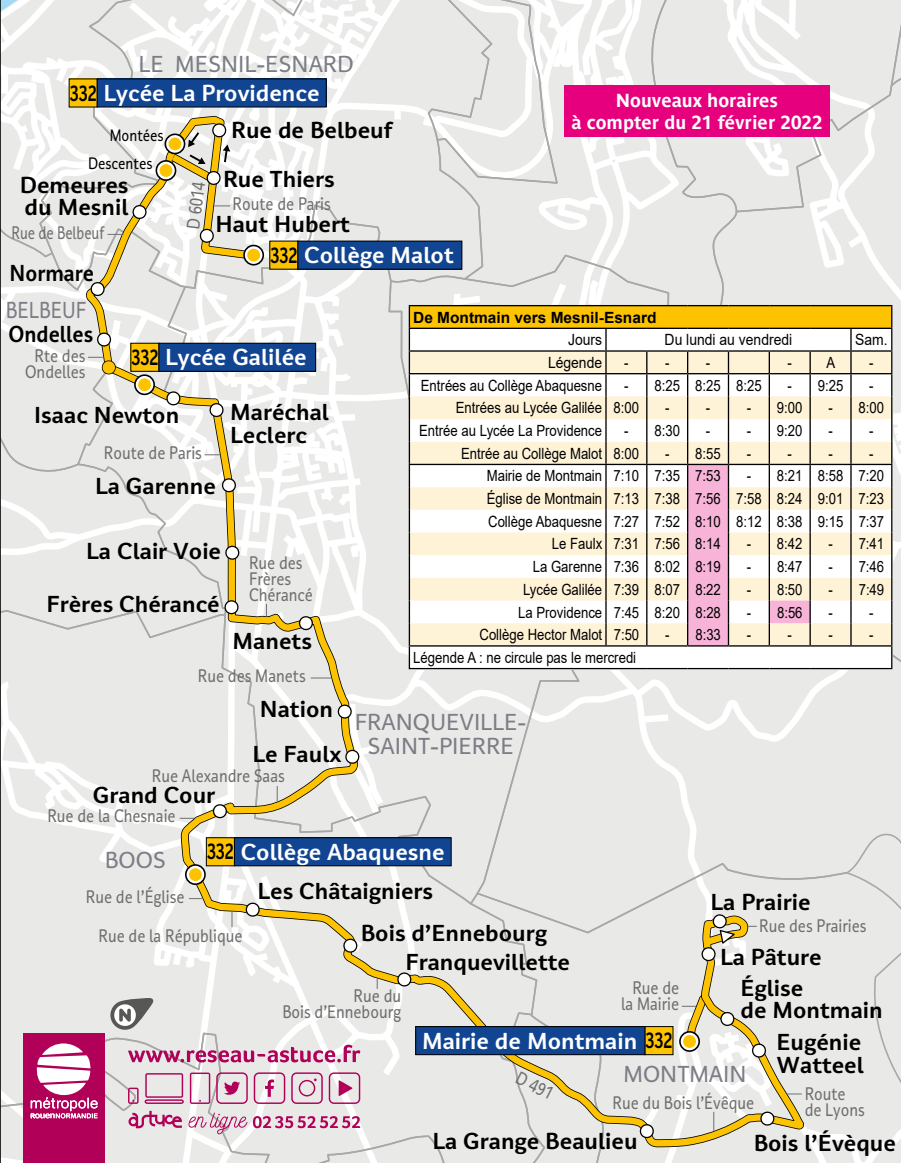 LE MESNIL-ESNARD
332 Lycée La Providence
Nouveaux horaires
à compter du 21 février 2022
Montées
Rue de Belbeuf
Descentes
Rue Thiers
Demeures
du Mesnil
D 6014
Route de Paris
Haut Hubert
Rue de Belbeuf
332 Collège Malot
Normare
BELBEUF
Ondelles
Rte des
Ondelles
332 Lycée Galilée
Isaac Newton
Maréchal
Leclerc
Route de Paris
La Garenne
La Clair Voie
Rue des
Frères
Chérancé
Frères Chérancé
Manets
Rue des Manets
Nation
FRANQUEVILLE-
SAINT-PIERRE
Le Faulx
Rue Alexandre Saas
Grand Cour
Rue de la Chesnaie
BOOS
332 Collège Abaquesne
Rue de l'Église
Les Châtaigniers
Rue de la République
Bois d'Ennebourg
Franquevillette
Rue du
Bois d'Ennebourg
La Prairie
Rue des Prairies
La Pâture
Rue de
la Mairie
Église
de Montmain
Mairie de Montmain 332
Eugénie
Watteel
MONTMAIN
D 491
Rue du Bois l'Évêque
Route
de Lyons
La Grange Beaulieu
Bois l'Évèque
De Montmain vers Mesnil-Esnard
Jours Du lundi au vendredi Sam.
Légende - - - - - A -
Entrées au Collège Abaquesne - 8:25 8:25 8:25 - 9:25 -
Entrées au Lycée Galilée 8:00 - - - 9:00 - 8:00
Entrée au Lycée La Providence - 8:30 - - 9:20 - -
Entrée au Collège Malot 8:00 - 8:55 - - - -
Mairie de Montmain 7:10 7:35 7:53 - 8:21 8:58 7:20
Église de Montmain 7:13 7:38 7:56 7:58 8:24 9:01 7:23
Collège Abaquesne 7:27 7:52 8:10 8:12 8:38 9:15 7:37
Le Faulx 7:31 7:56 8:14 - 8:42 - 7:41
La Garenne 7:36 8:02 8:19 - 8:47 - 7:46
Lycée Galilée 7:39 8:07 8:22 - 8:50 - 7:49
La Providence 7:45 8:20 8:28 - 8:56 - -
Collège Hector Malot 7:50 - 8:33 - - - -
Légende A : ne circule pas le mercredi
N
www.reseau-astuce.fr
astuce en ligne 02 35 52 52 52
métropole
ROUENNORMANDIE